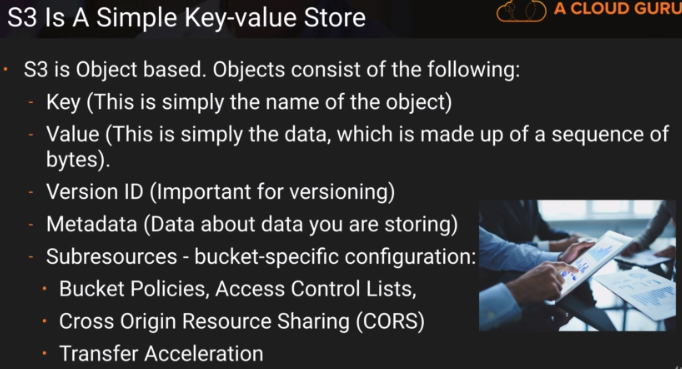 S3 Is A Simple Key-value Store
A CLOUD GURU
· S3 is Object based. Objects consist of the following:
- Key (This is simply the name of the object)
- Value (This is simply the data, which is made up of a sequence of
bytes).
- Version ID (Important for versioning)
- Metadata (Data about data you are storing)
- Subresources - bucket-specific configuration:
· Bucket Policies, Access Control Lists,
· Cross Origin Resource Sharing (CORS)
· Transfer Acceleration